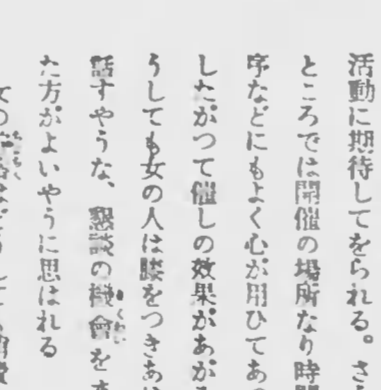 活動に期待してをられる。さ
ところでは開催の場所なり時間
序などにもよく心が用ひてあ
したがつて催しの效果があが
うしても女の人は膝をつきあ
話すやうな、懇談の機會を
た方がよいやうに思はれる